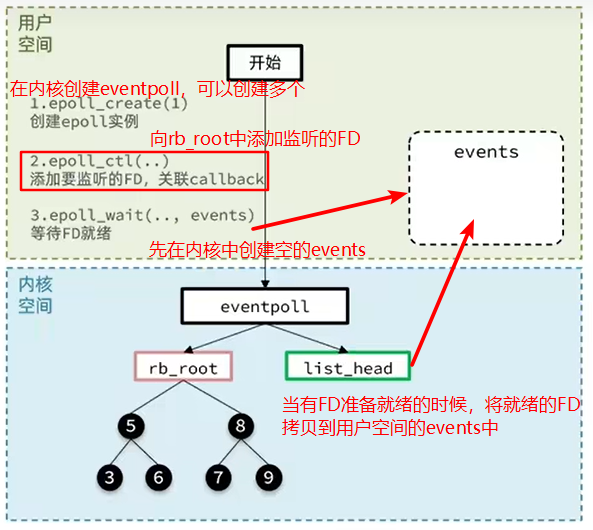 用户
空间
开始
在内核创建eventpoll，可以创建多个
1.epoll_create(1)
创建epoll实例
向rb_root中添加监听的FD
2.epoll_ctl(..)
添加要监听的FD，关联callback
events
3.epoll_wait(.., events)
等待FD就绪
先在内核中创建空的events
内核
空间
eventpoll
rb_root
list_head
当有FD准备就绪的时候，将就绪的FD
拷贝到用户空间的events中
5
8
3
6
7
9